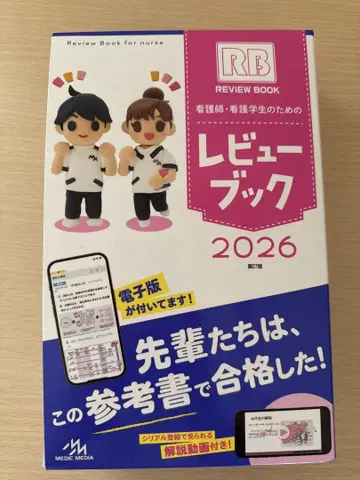 Review Book for nurse
RB
REVIEW BOOK
看護師・看護学生のための
レビュー
ブック
2026
第27版
電子版
が付いてます!
先輩たちは、
この参考書で合格した!
シリアル登録で見られる
解説動画付き!
MEDIC MEDIA